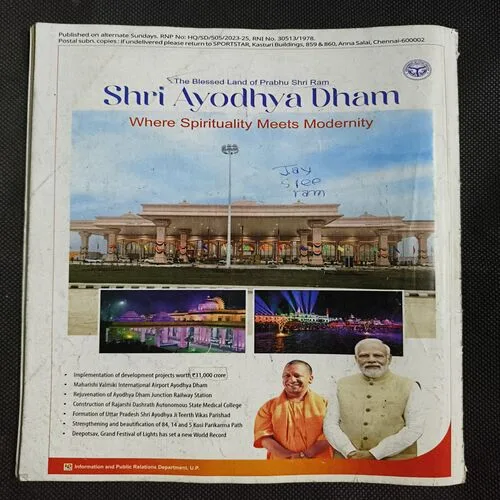 Published on alternate Sundays. RNP No: HQ/SD/505/2023-25, RNI No. 30513/1978.
Postal subn. copies : If undelivered please return to SPORTSTAR, Kasturi Buildings, 859 & 860, Anna Salai, Chennai-600002
The Blessed Land of Prabhu Shri Ram
Shri Ayodhya Dham
Where Spirituality Meets Modernity
Jay
sree
ram
• Implementation of development projects worth ₹31,000 crore
• Maharishi Valmiki International Airport Ayodhya Dham
• Rejuvenation of Ayodhya Dham Junction Railway Station
• Construction of Rajarshi Dashrath Autonomous State Medical College
• Formation of Uttar Pradesh Shri Ayodhya Ji Teerth Vikas Parishad
• Strengthening and beautification of 84, 14 and 5 Kosi Parikarma Path
• Deepotsav, Grand Festival of Lights has set a new World Record
Information and Public Relations Department, U.P.